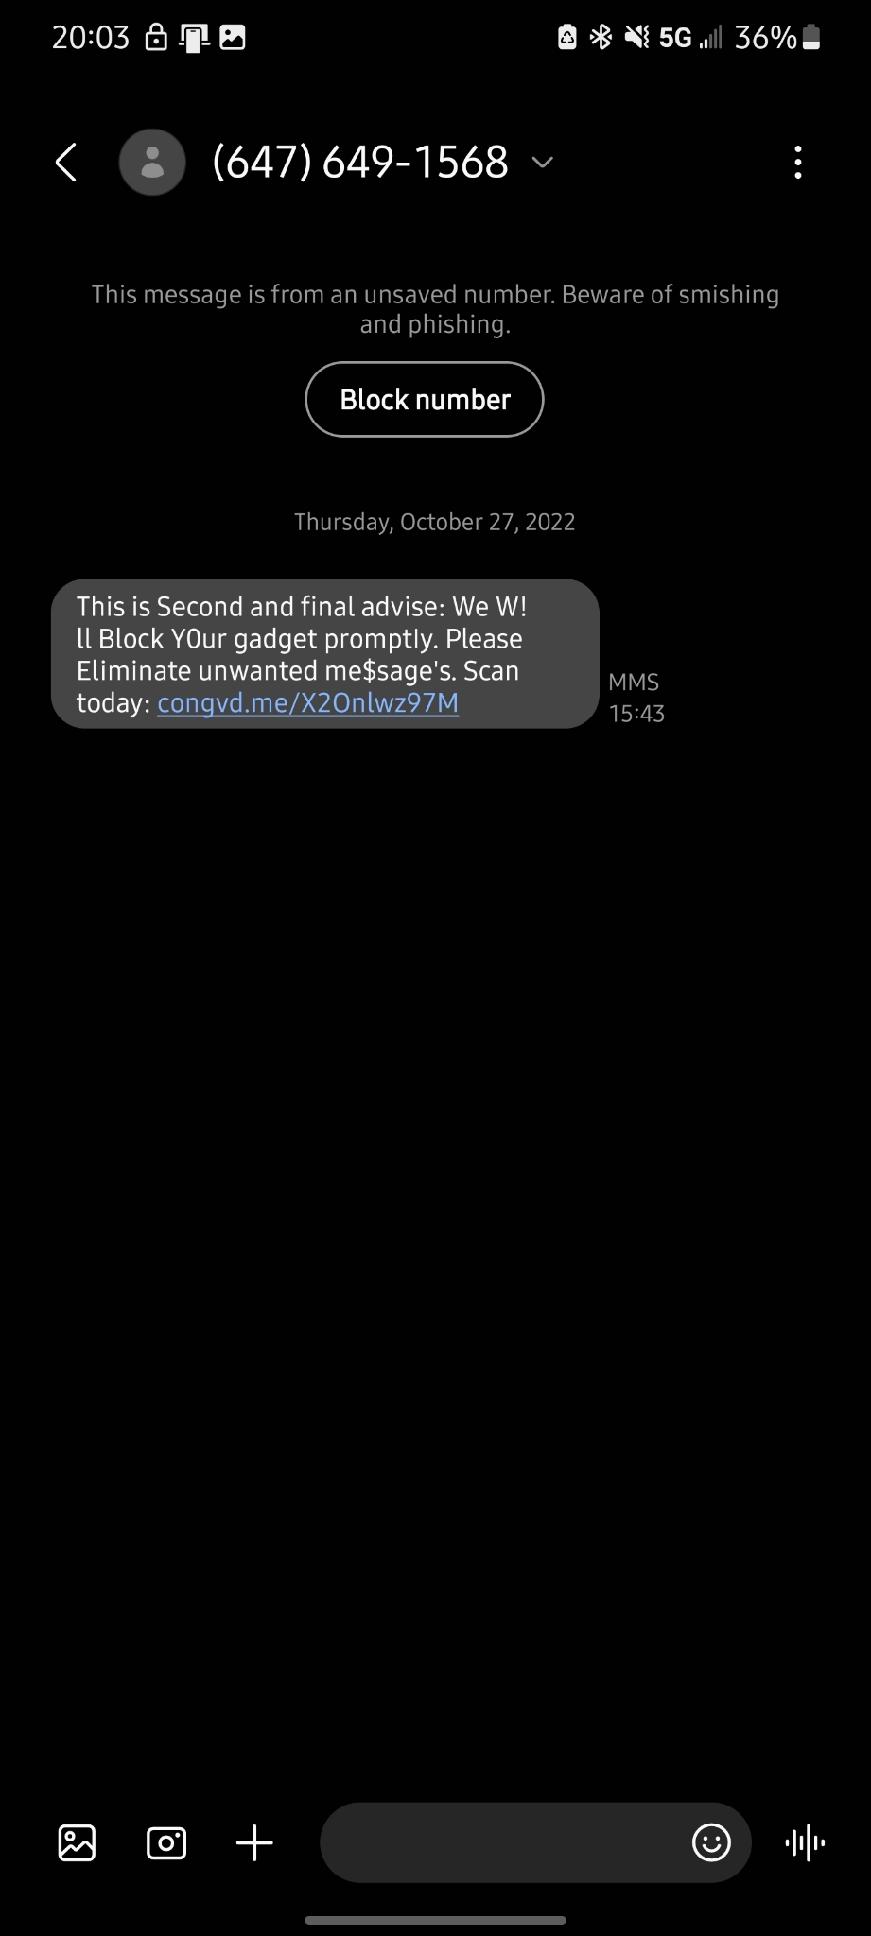 20:03 5G 36%
(647) 649-1568
This message is from an unsaved number. Beware of smishing
and phishing.
Block number
Thursday, October 27, 2022
This is Second and final advise: We W!
ll Block Y0ur gadget promptly. Please
Eliminate unwanted me$sage's. Scan
today: congvd.me/X2Onlwz97M
MMS
15:43